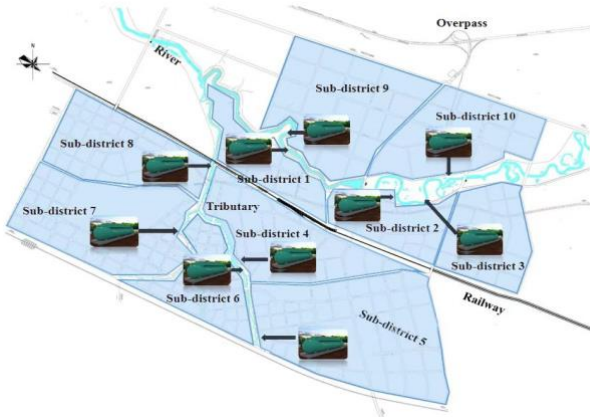 Overpass
N
River
Sub-district 9
Sub-district 10
Sub-district 8
Sub-district 1
Tributary
Sub-district 7
Sub-district 4
Sub-district 2
Sub-district 3
Sub-district 6
Railway
Sub-district 5